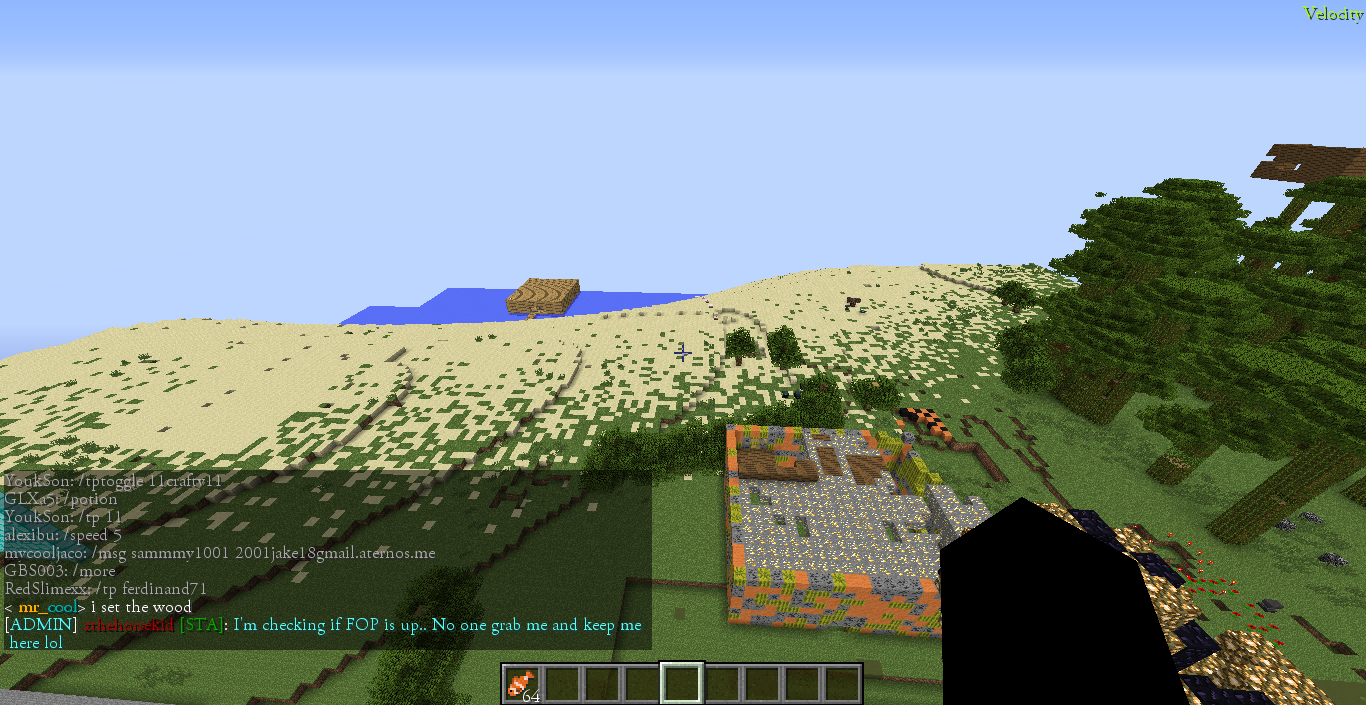 Velocity
YoukSon: /tptoggle 11crafty11
GLXa5: /potion
YoukSon: /tp 11
alexibu: /speed 5
mvcooljaco: /msg sammmy1001 2001jake18gmail.aternos.me
GBS003: /more
RedSlimexx: /tp ferdinand71
< mr_cool> i set the wood
[ADMIN] zthehorsekid [STA]: I'm checking if FOP is up.. No one grab me and keep me
here lol
64